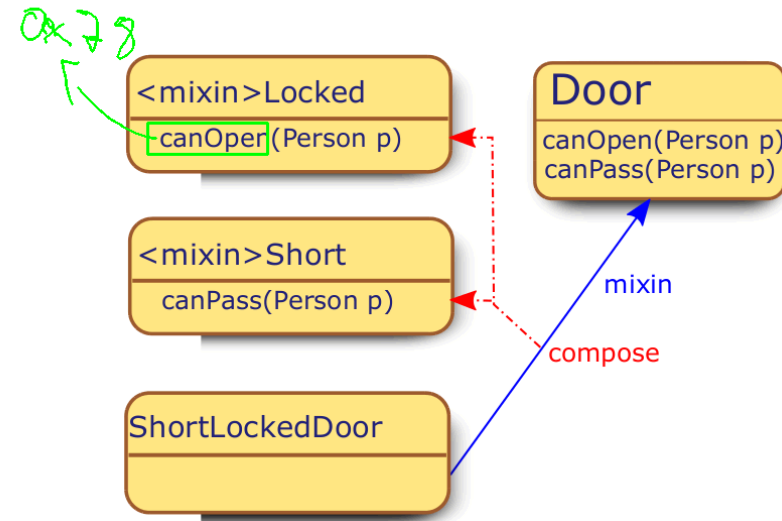 0x78
<mixin>Locked
canOpen(Person p)
Door
canOpen(Person p)
canPass(Person p)
<mixin>Short
canPass(Person p)
mixin
compose
ShortLockedDoor